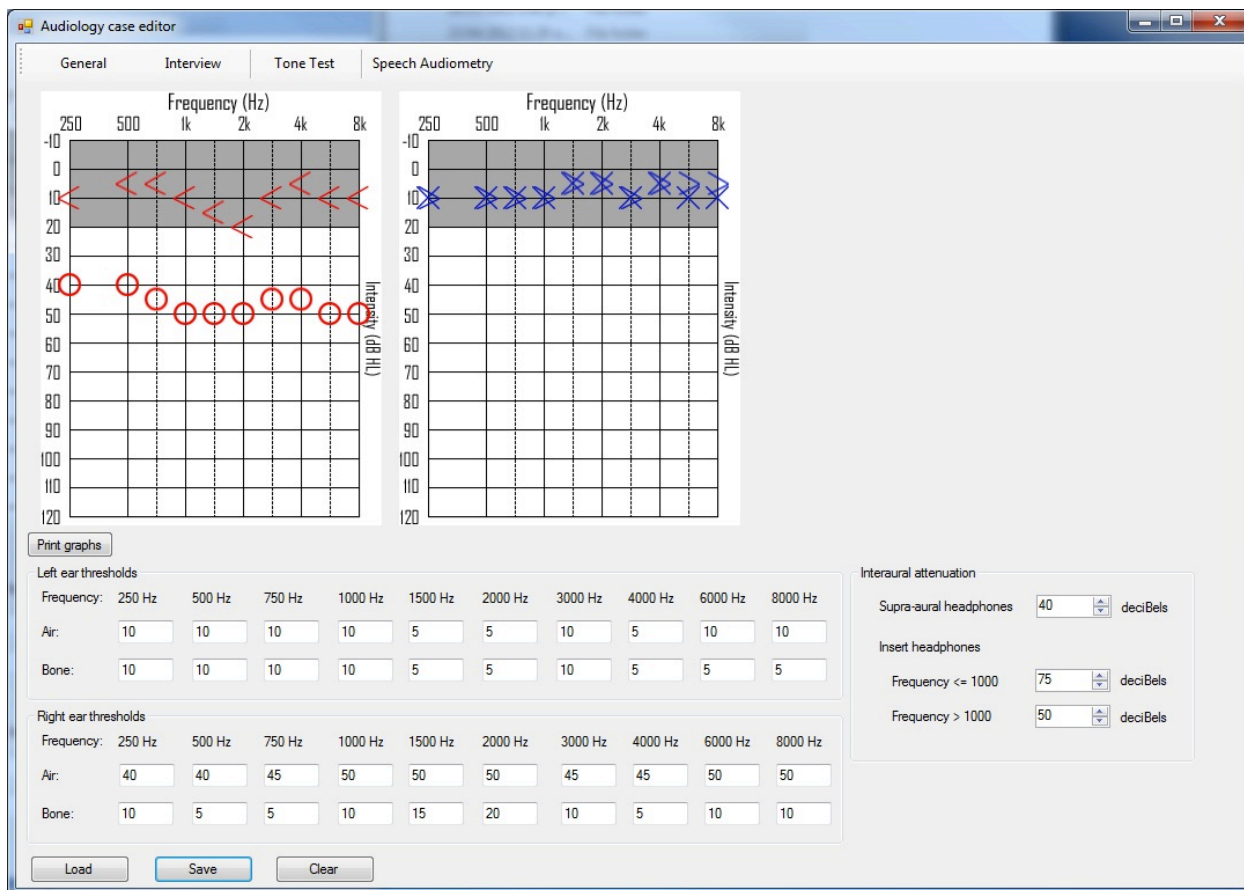 Audiology case editor
General Interview Tone Test Speech Audiometry
Frequency (Hz)
250 500 1k 2k 4k 8k
-10
0
10
20
30
40
50
60
70
80
90
100
110
120
Intensity (dB HL)
Frequency (Hz)
250 500 1k 2k 4k 8k
-10
0
10
20
30
40
50
60
70
80
90
100
110
120
Intensity (dB HL)
Print graphs
Left ear thresholds
Frequency: 250 Hz 500 Hz 750 Hz 1000 Hz 1500 Hz 2000 Hz 3000 Hz 4000 Hz 6000 Hz 8000 Hz
Air: 10 10 10 10 5 5 10 5 10 10
Bone: 10 10 10 10 5 5 10 5 5 5
Right ear thresholds
Frequency: 250 Hz 500 Hz 750 Hz 1000 Hz 1500 Hz 2000 Hz 3000 Hz 4000 Hz 6000 Hz 8000 Hz
Air: 40 40 45 50 50 50 45 45 50 50
Bone: 10 5 5 10 15 20 10 5 10 10
Interaural attenuation
Supra-aural headphones 40 deciBels
Insert headphones
Frequency <= 1000 75 deciBels
Frequency > 1000 50 deciBels
Load Save Clear